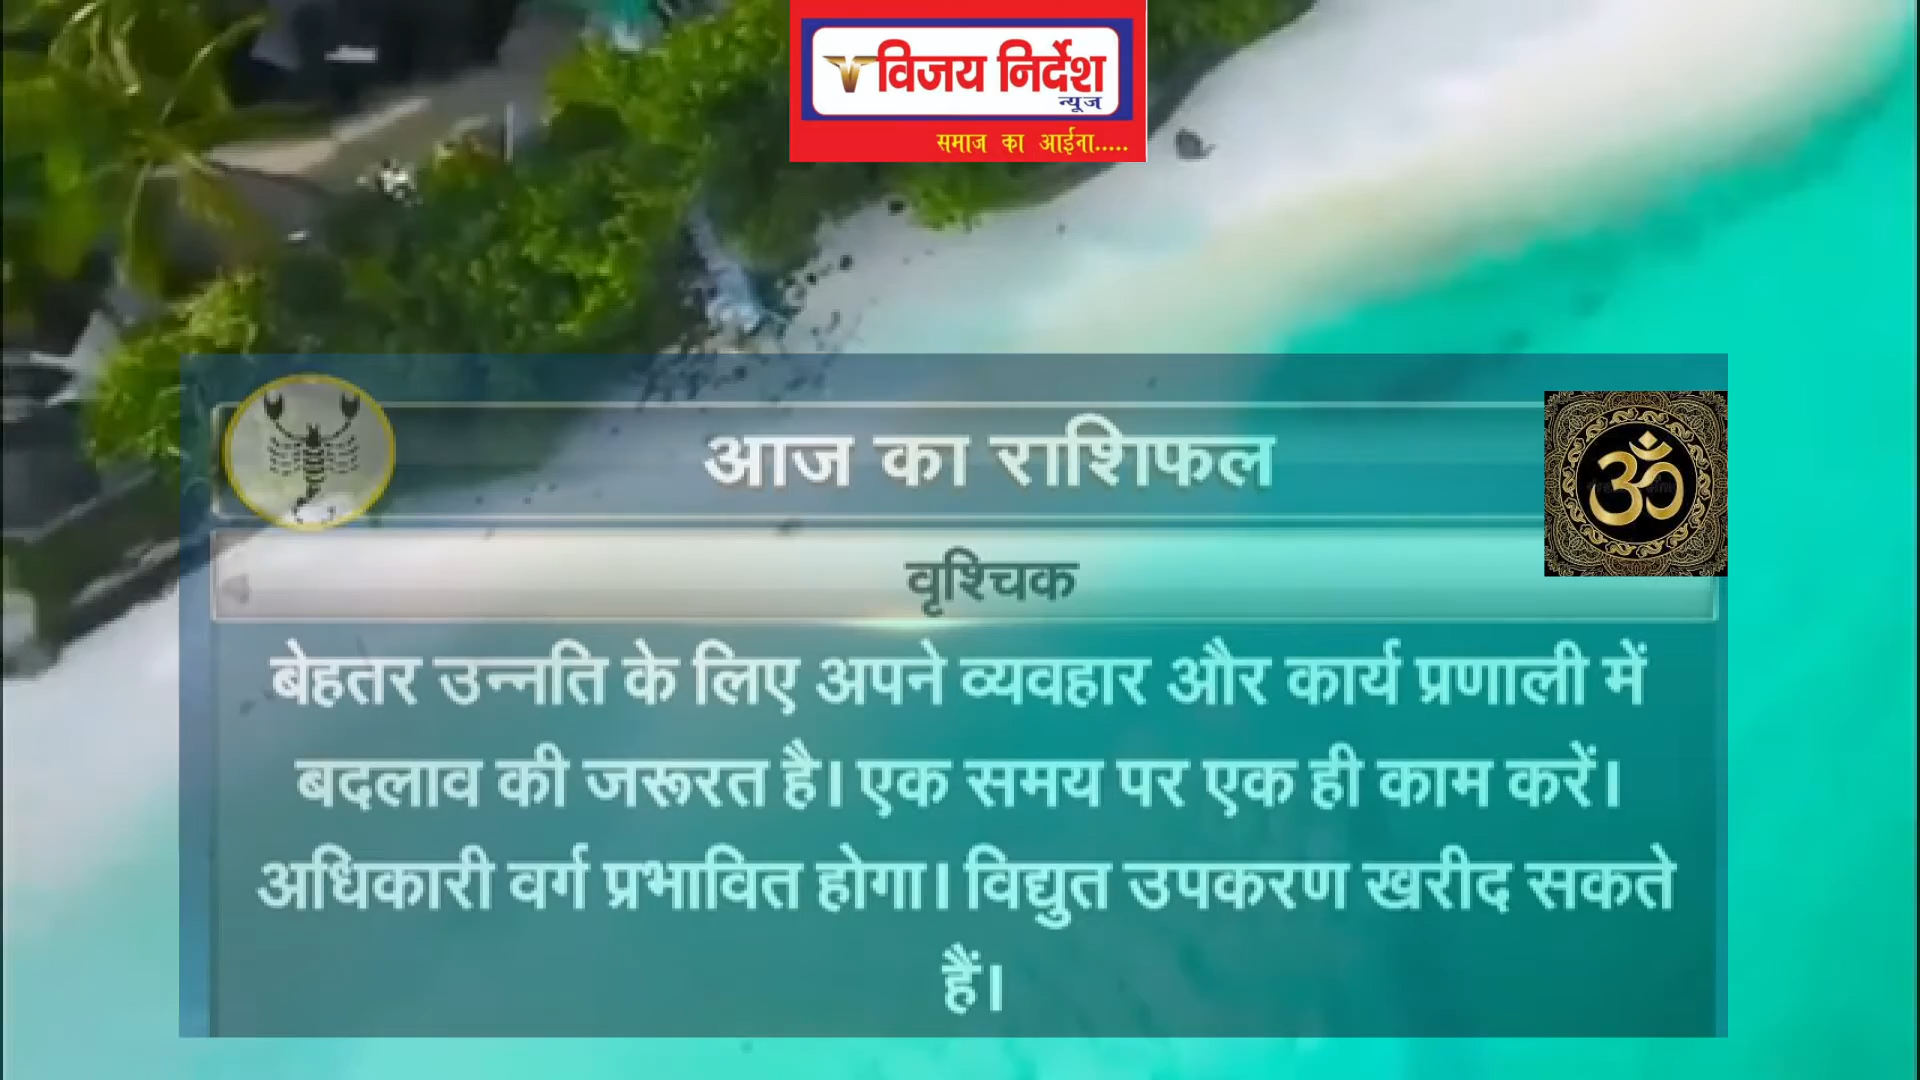 विजय निर्देश
न्यूज
समाज का आईना.....
आज का राशिफल
वृश्चिक
बेहतर उन्नति के लिए अपने व्यवहार और कार्य प्रणाली में
बदलाव की जरूरत है। एक समय पर एक ही काम करें।
अधिकारी वर्ग प्रभावित होगा। विद्युत उपकरण खरीद सकते
हैं।
ॐ